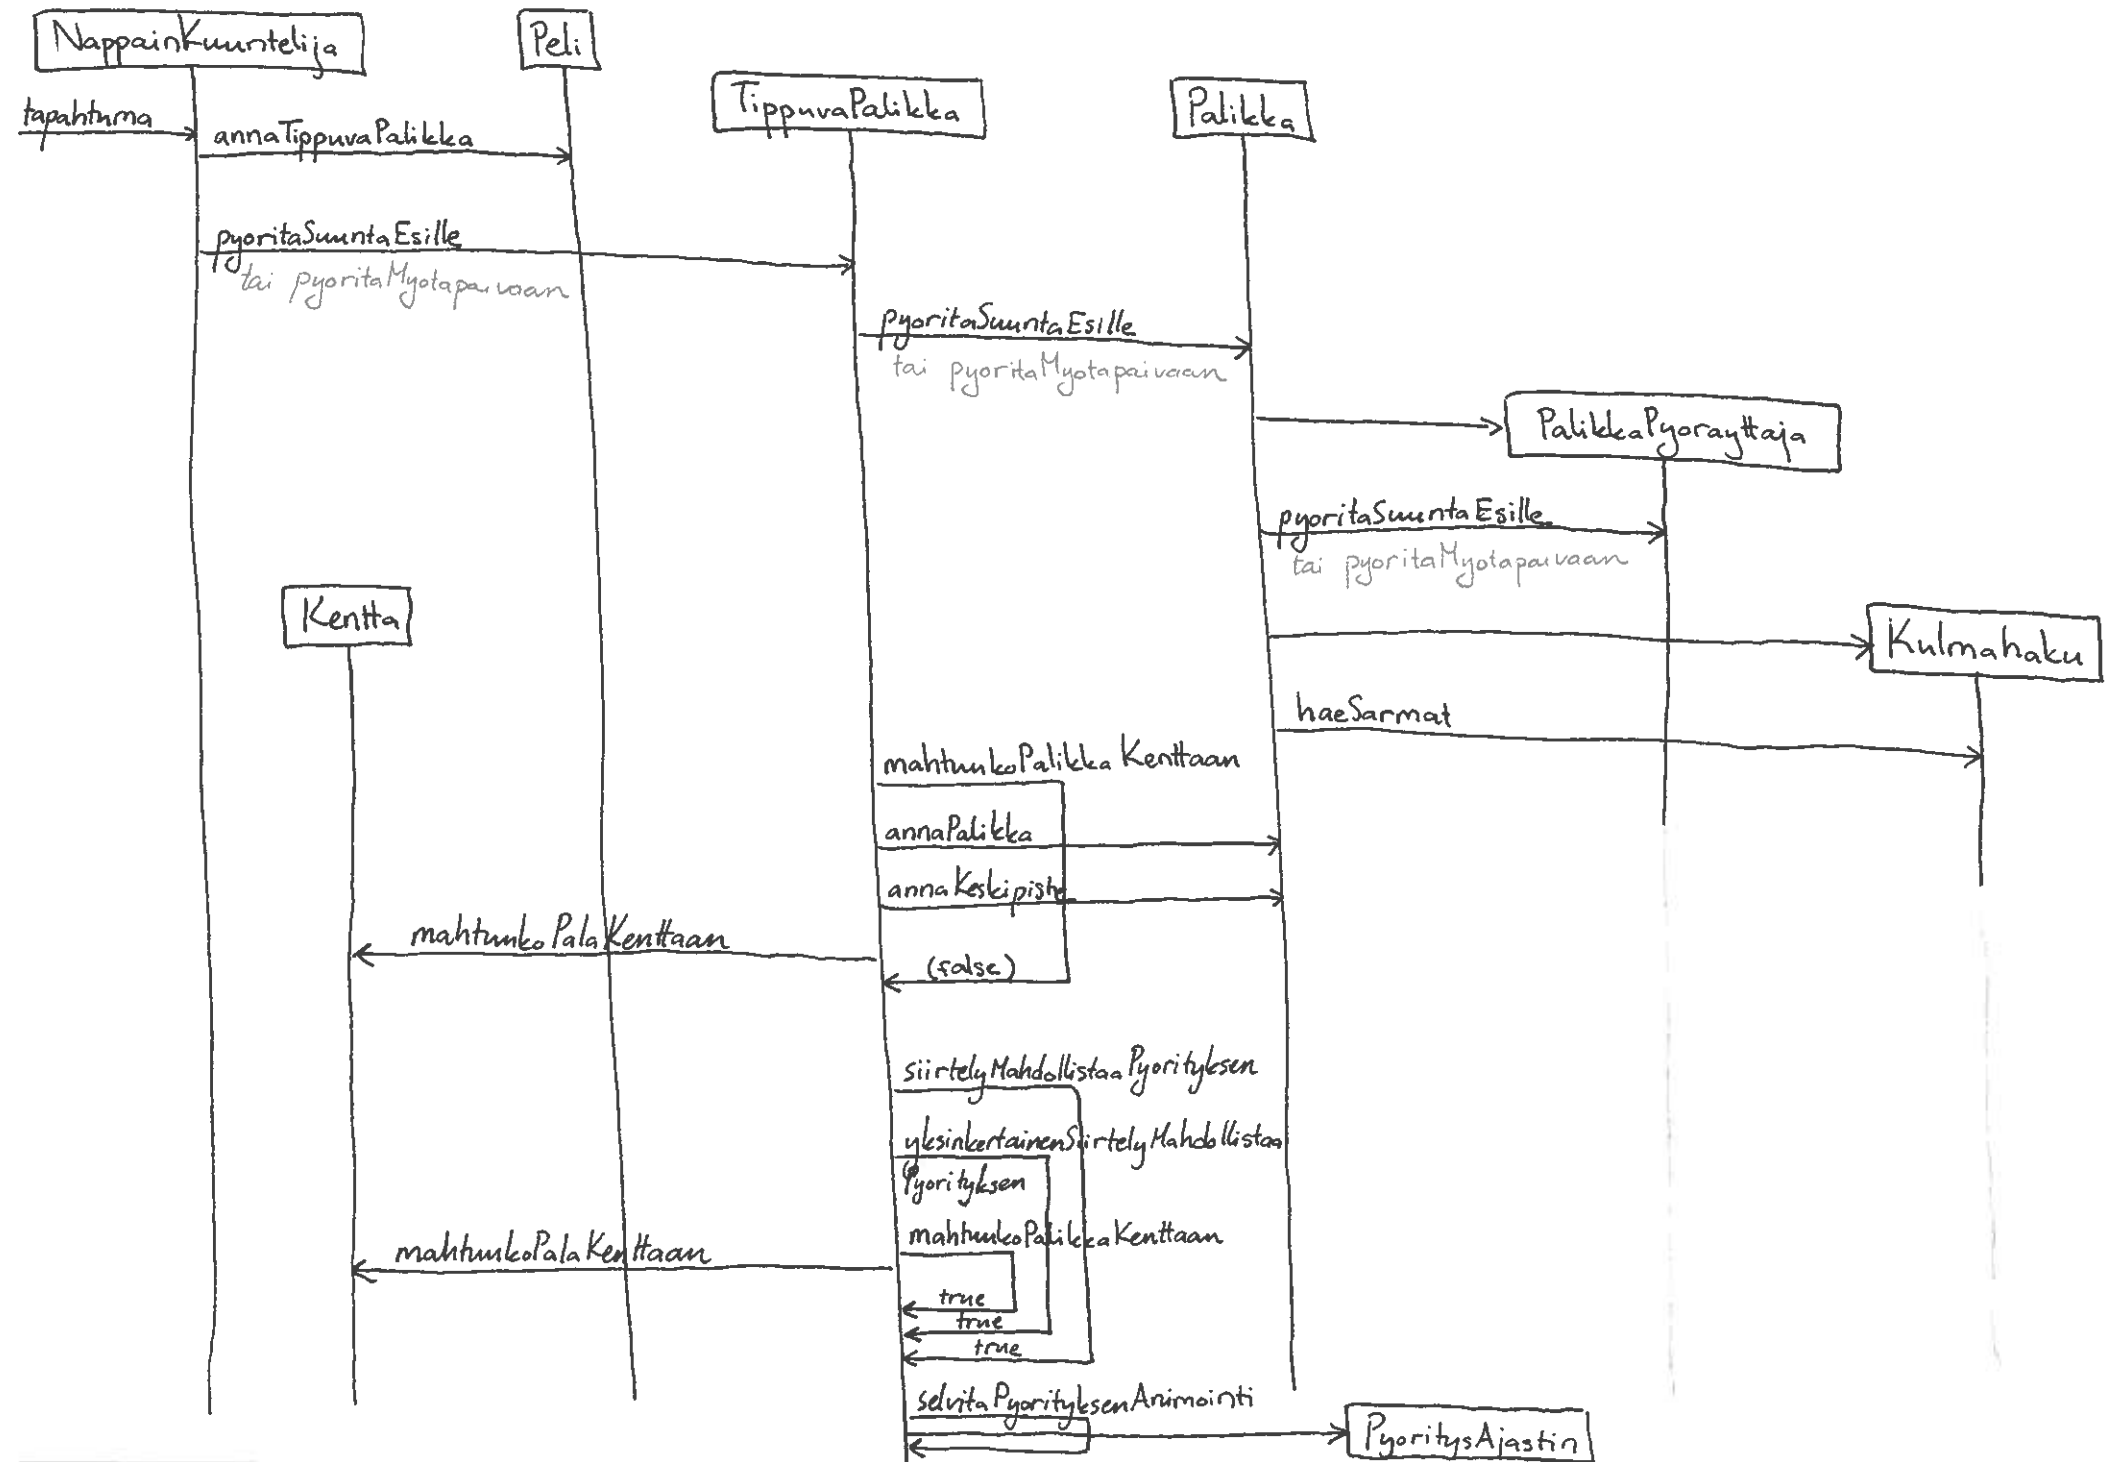 NappainKuuntelija
Peli
TippuvaPalikka
Palikka
tapahtuma
annaTippuvaPalikka
pyoritaSuuntaEsille
tai pyoritaMyotapaivaan
pyoritaSuuntaEsille
tai pyoritaMyotapaivaan
PalikkaPyorayttaja
pyoritaSuuntaEsille
tai pyoritaMyotapaivaan
Kentta
Kulmahaku
haeSarmat
mahtuukoPalikkaKenttaan
annaPalikka
annaKeskipiste
mahtuukoPalaKenttaan
(false)
siirtelyMahdollistaaPyorityksen
yksinkertainenSiirtelyMahdollistaa
Pyorityksen
mahtuukoPalikkaKenttaan
mahtuukoPalaKenttaan
true
true
true
selvitaPyorityksenAnimointi
PyoritysAjastin